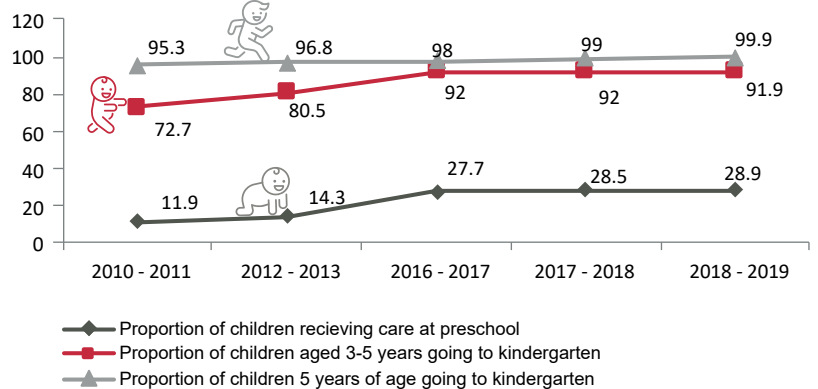 120
100
80
60
40
20
0
95.3
96.8
98
99
99.9
72.7
80.5
92
92
91.9
11.9
14.3
27.7
28.5
28.9
2010 - 2011
2012 - 2013
2016 - 2017
2017 - 2018
2018 - 2019
Proportion of children recieving care at preschool
Proportion of children aged 3-5 years going to kindergarten
Proportion of children 5 years of age going to kindergarten